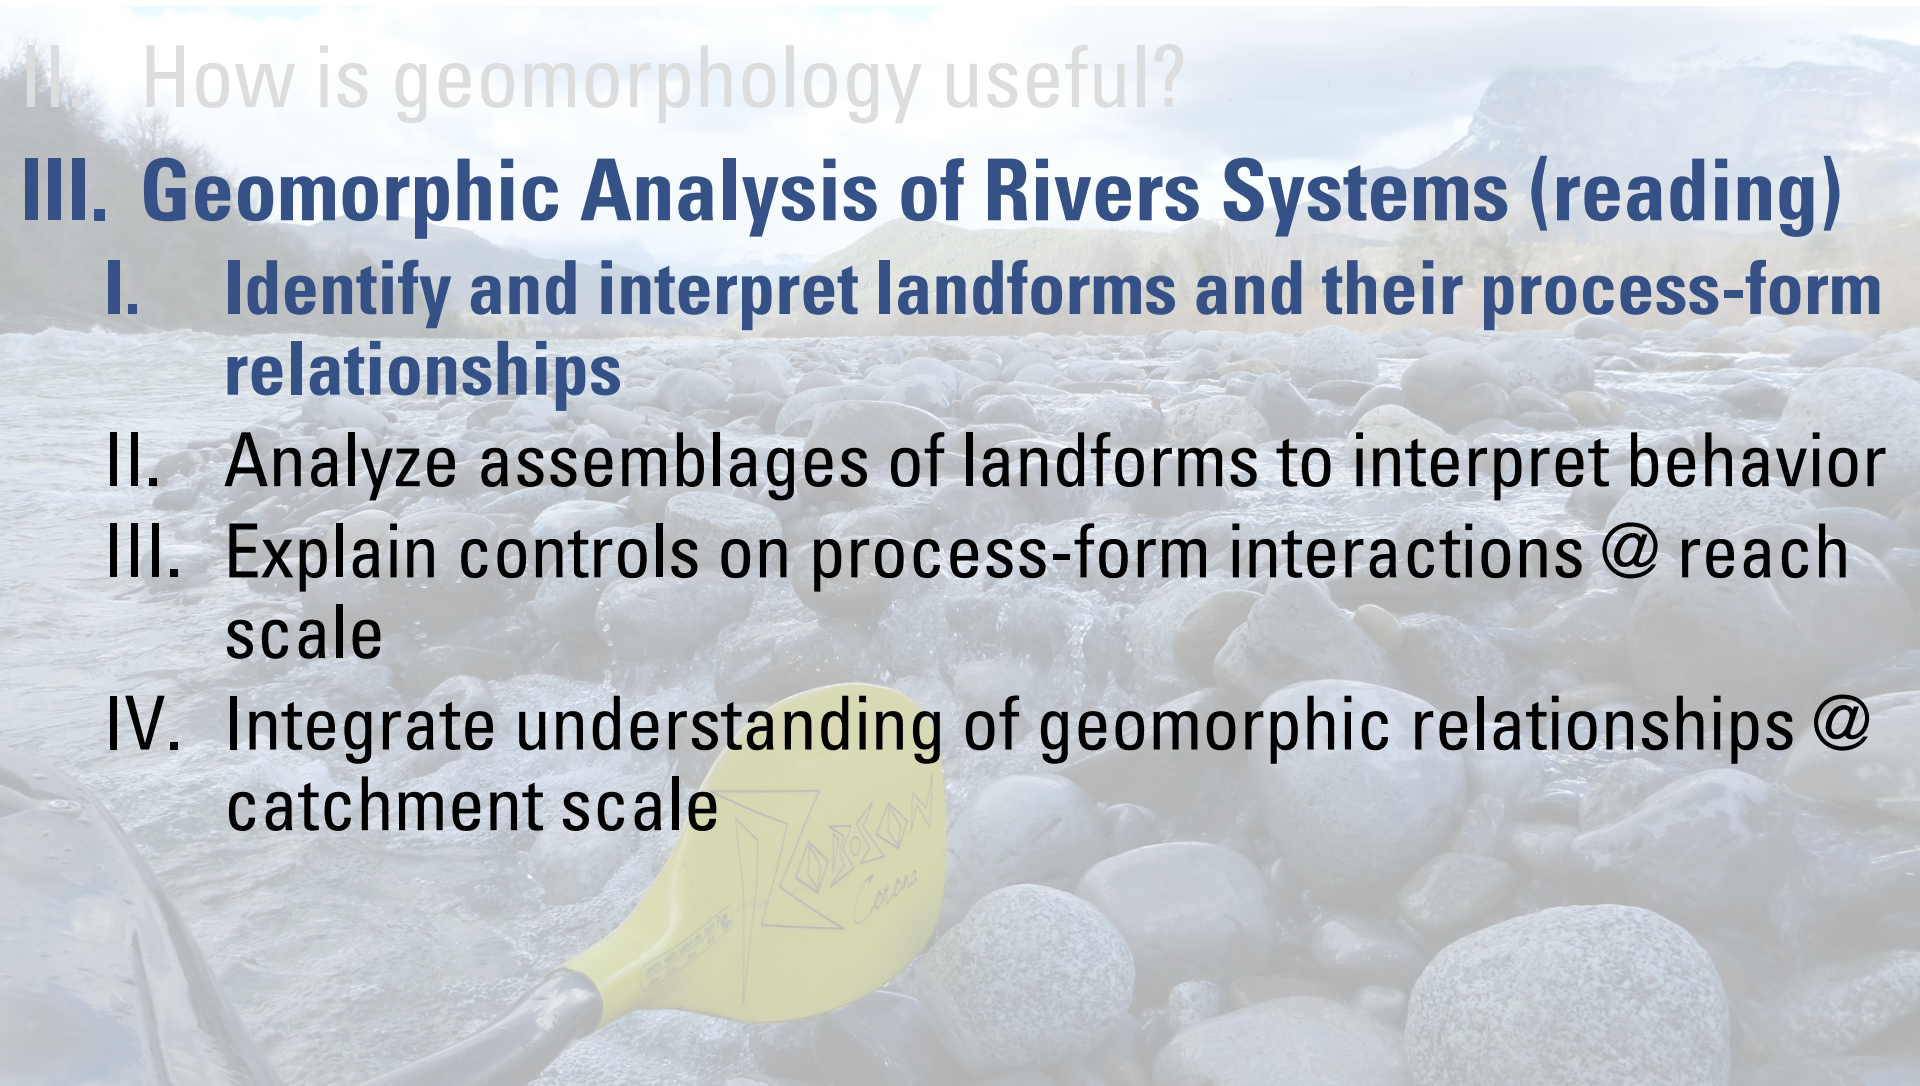 II. How is geomorphology useful?
III. Geomorphic Analysis of Rivers Systems (reading)
I. Identify and interpret landforms and their process-form
relationships
II. Analyze assemblages of landforms to interpret behavior
III. Explain controls on process-form interactions @ reach
scale
IV. Integrate understanding of geomorphic relationships @
catchment scale
ROBSON
Corona